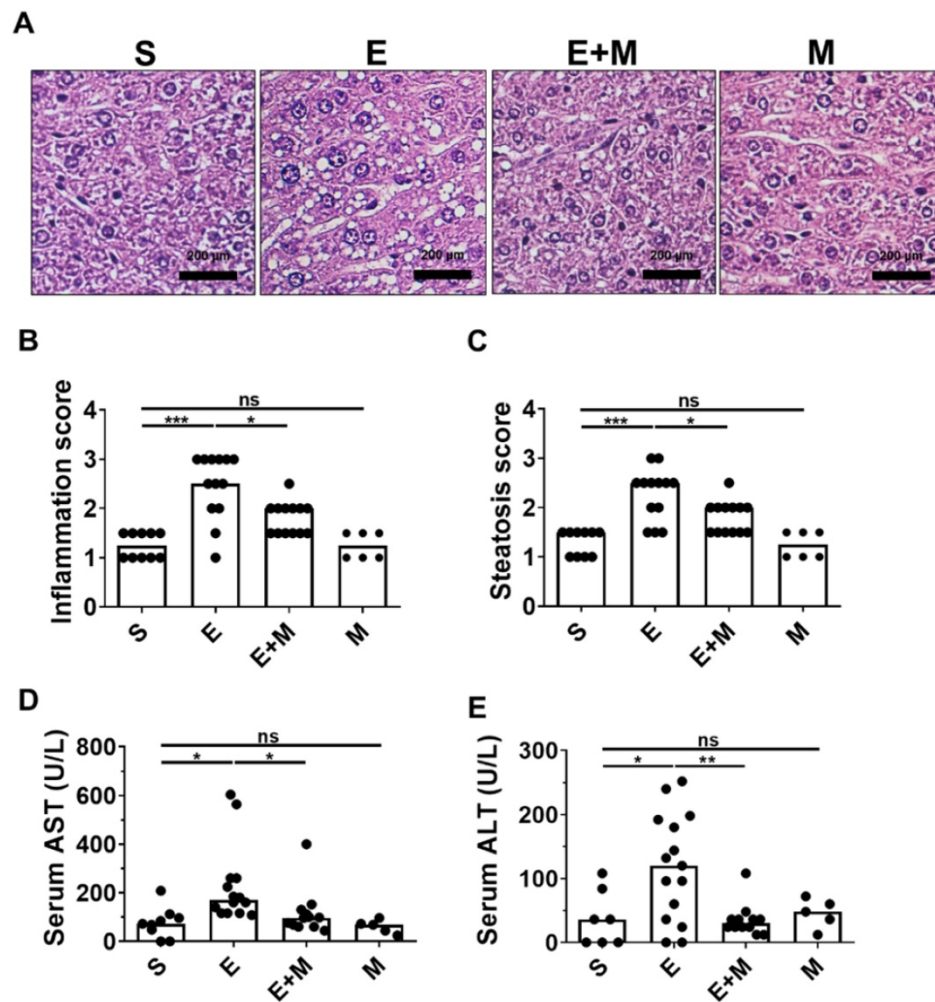 A
S E E+M M
200 µm 200 µm 200 µm 200 µm
B
Inflammation score
4
3
2
1
0
ns
*** *
S E E+M M
C
Steatosis score
4
3
2
1
0
ns
*** *
S E E+M M
D
Serum AST (U/L)
800
600
400
200
0
ns
* *
S E E+M M
E
Serum ALT (U/L)
300
200
100
0
ns
* **
S E E+M M